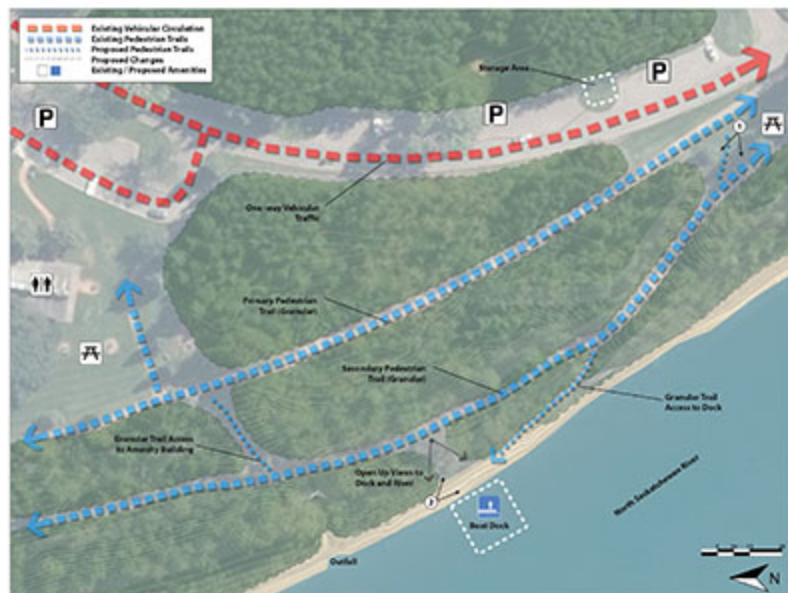 Existing Vehicular Circulation
Existing Pedestrian Trails
Proposed Pedestrian Trails
Proposed Changes
Existing / Proposed Amenities
Storage Area
P
P
P
One-way Vehicular
Traffic
Primary Pedestrian
Trail (Granular)
Secondary Pedestrian
Trail (Granular)
Granular Trail
Access to Dock
Granular Trail Access
to Amenity Building
Open Up Views to
Dock and River
Boat Dock
North Saskatchewan River
Outfall
N